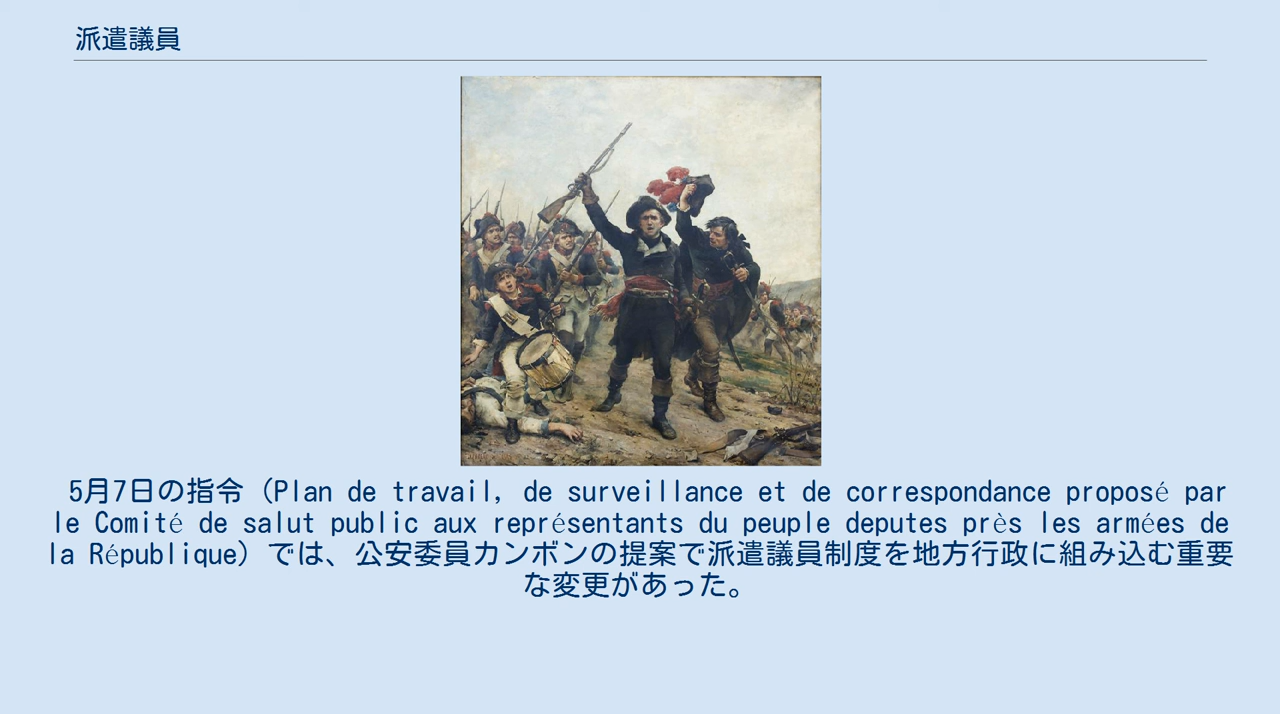 派遣議員
5月7日の指令（Plan de travail, de surveillance et de correspondance proposé par
le Comité de salut public aux représentants du peuple deputes près les armées de
la République）では、公安委員カンボンの提案で派遣議員制度を地方行政に組み込む重要
な変更があった。